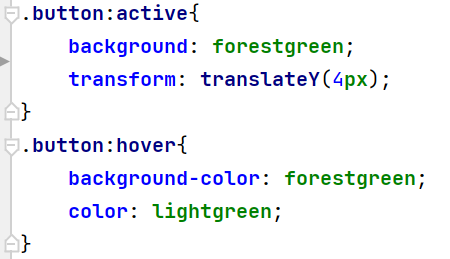 .button:active{
    background: forestgreen;
    transform: translateY(4px);
}
.button:hover{
    background-color: forestgreen;
    color: lightgreen;
}